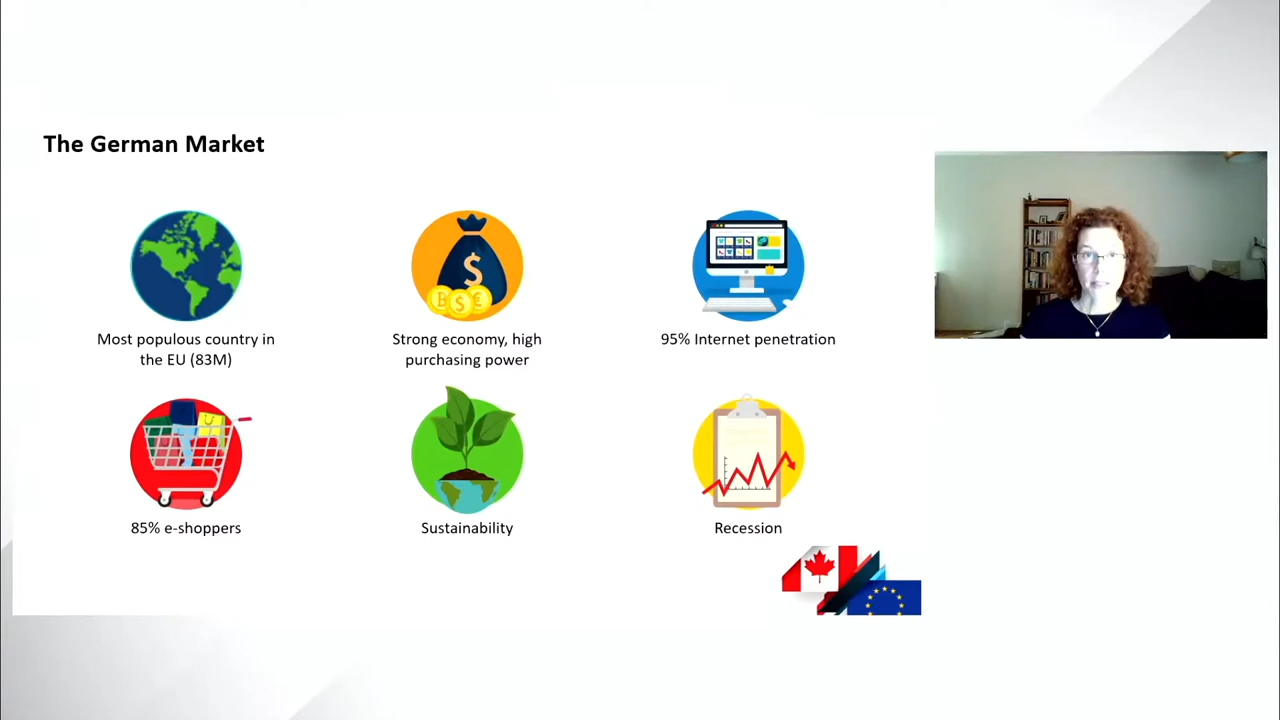 The German Market
Most populous country in
the EU (83M)
Strong economy, high
purchasing power
95% Internet penetration
85% e-shoppers
Sustainability
Recession